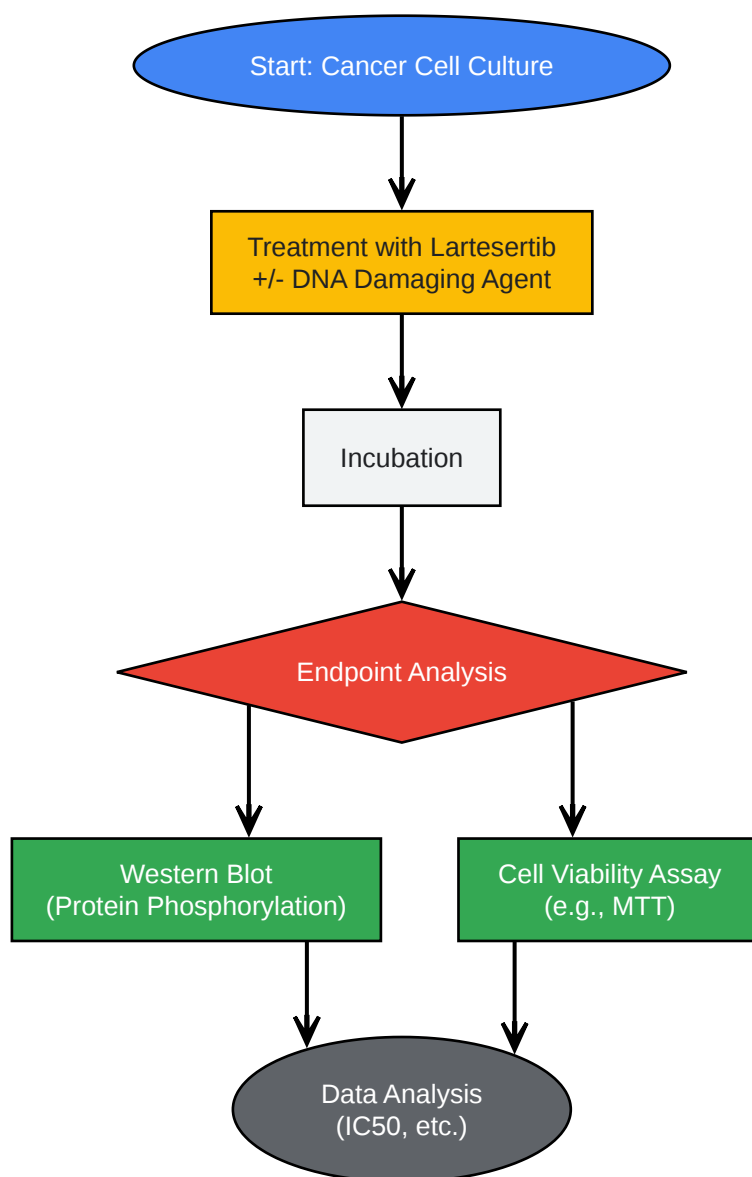 Start: Cancer Cell Culture
Treatment with Lartesertib
+/- DNA Damaging Agent
Incubation
Endpoint Analysis
Western Blot
(Protein Phosphorylation)
Cell Viability Assay
(e.g., MTT)
Data Analysis
(IC50, etc.)